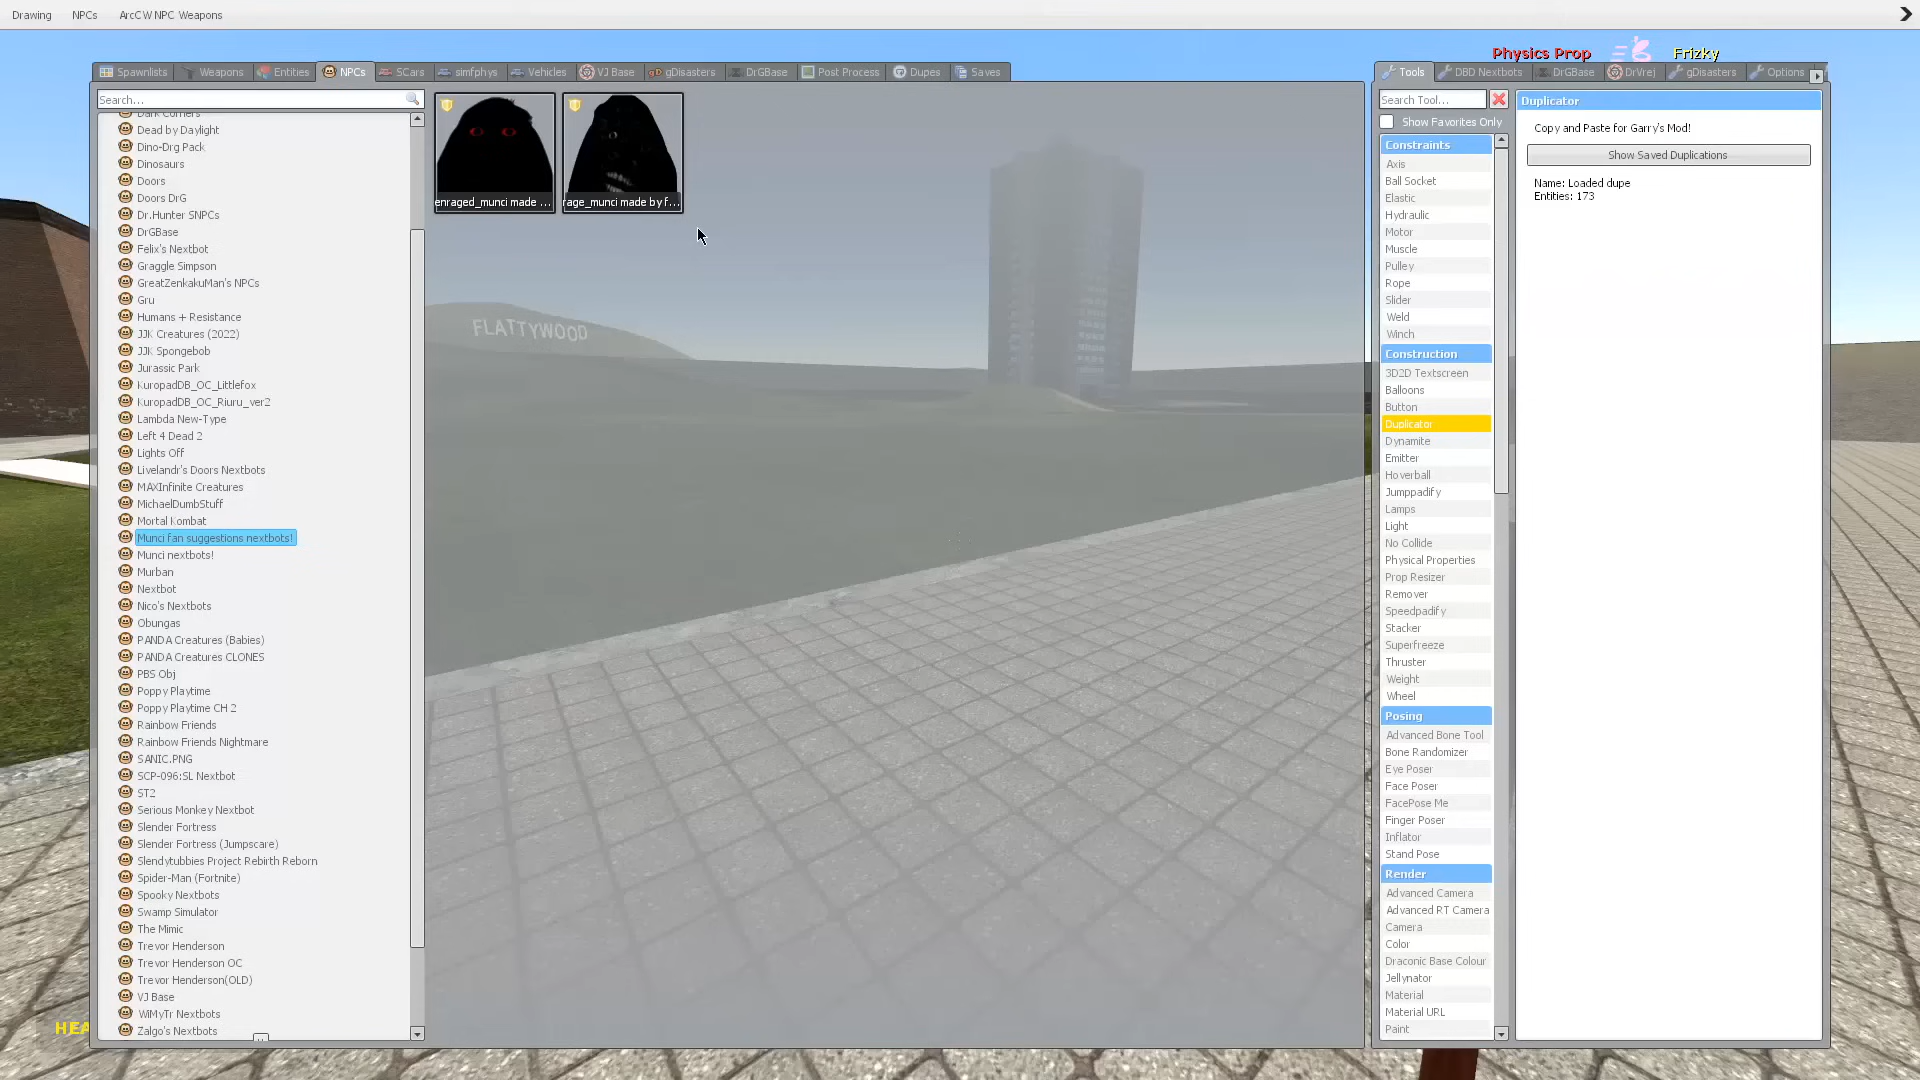 Drawing NPCs ArcCW NPC Weapons
Physics Prop Frizky
Spawnlists Weapons Entities NPCs SCars simfphys Vehicles VJ Base gDisasters DrGBase Post Process Dupes Saves
Tools DBD Nextbots DrGBase DrVrej gDisasters Options
Search...
Dark Corners
Dead by Daylight
Dino-Drg Pack
Dinosaurs
Doors
Doors DrG
Dr.Hunter SNPCs
DrGBase
Felix's Nextbot
Graggle Simpson
GreatZenkakuMan's NPCs
Gru
Humans + Resistance
JJK Creatures (2022)
JJK Spongebob
Jurassic Park
KuropadDB_OC_Littlefox
KuropadDB_OC_Riuru_ver2
Lambda New-Type
Left 4 Dead 2
Lights Off
Livelandr's Doors Nextbots
MAXInfinite Creatures
MichaelDumbStuff
Mortal Kombat
Munci fan suggestions nextbots!
Munci nextbots!
Murban
Nextbot
Nico's Nextbots
Obungas
PANDA Creatures (Babies)
PANDA Creatures CLONES
PBS Obj
Poppy Playtime
Poppy Playtime CH 2
Rainbow Friends
Rainbow Friends Nightmare
SANIC.PNG
SCP-096:SL Nextbot
ST2
Serious Monkey Nextbot
Slender Fortress
Slender Fortress (Jumpscare)
Slendytubbies Project Rebirth Reborn
Spider-Man (Fortnite)
Spooky Nextbots
Swamp Simulator
The Mimic
Trevor Henderson
Trevor Henderson OC
Trevor Henderson(OLD)
VJ Base
WiMyTr Nextbots
Zalgo's Nextbots
HEA
enraged_munci made ...
rage_munci made by f...
FLATTYWOOD
Search Tool...
Show Favorites Only
Constraints
Axis
Ball Socket
Elastic
Hydraulic
Motor
Muscle
Pulley
Rope
Slider
Weld
Winch
Construction
3D2D Textscreen
Balloons
Button
Duplicator
Dynamite
Emitter
Hoverball
Jumppadify
Lamps
Light
No Collide
Physical Properties
Prop Resizer
Remover
Speedpadify
Stacker
Superfreeze
Thruster
Weight
Wheel
Posing
Advanced Bone Tool
Bone Randomizer
Eye Poser
Face Poser
FacePose Me
Finger Poser
Inflator
Stand Pose
Render
Advanced Camera
Advanced RT Camera
Camera
Color
Draconic Base Colour
Jellynator
Material
Material URL
Paint
Duplicator
Copy and Paste for Garry's Mod!
Show Saved Duplications
Name: Loaded dupe
Entities: 173